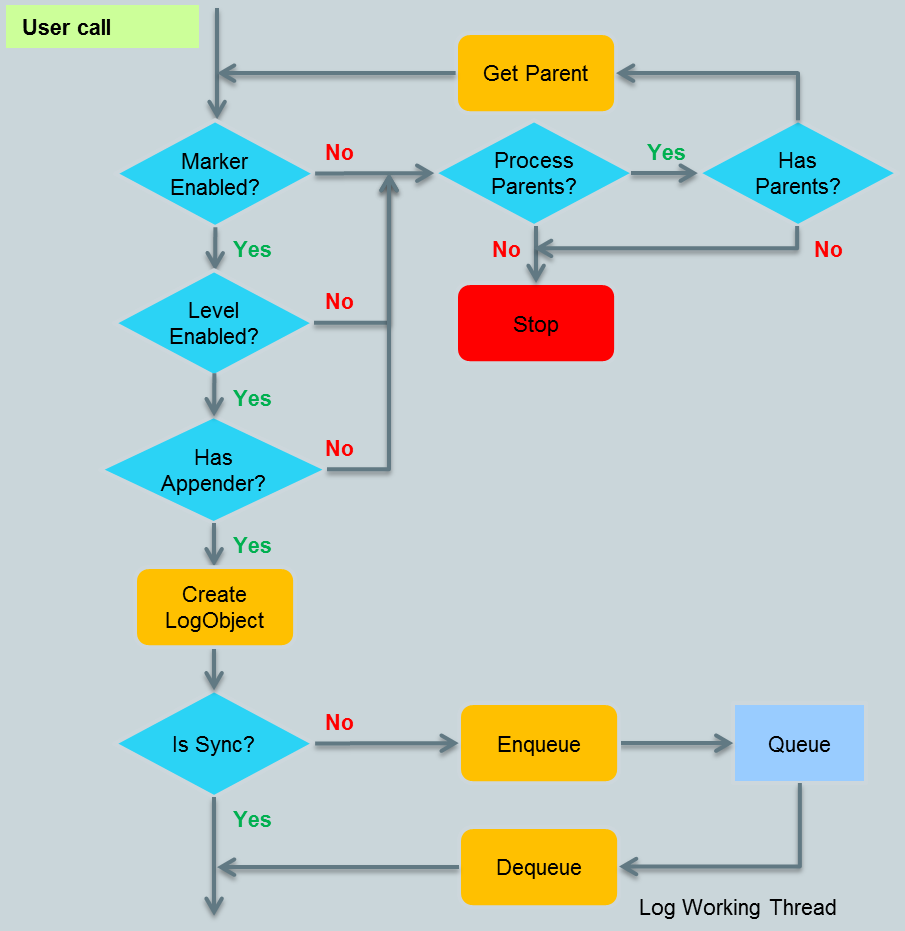 User call
Get Parent
Marker
Enabled?
No
Process
Parents?
Yes
Has
Parents?
Yes
No
No
Level
Enabled?
No
Stop
Yes
Has
Appender?
No
Yes
Create
LogObject
Is Sync?
No
Enqueue
Queue
Yes
Dequeue
Log Working Thread